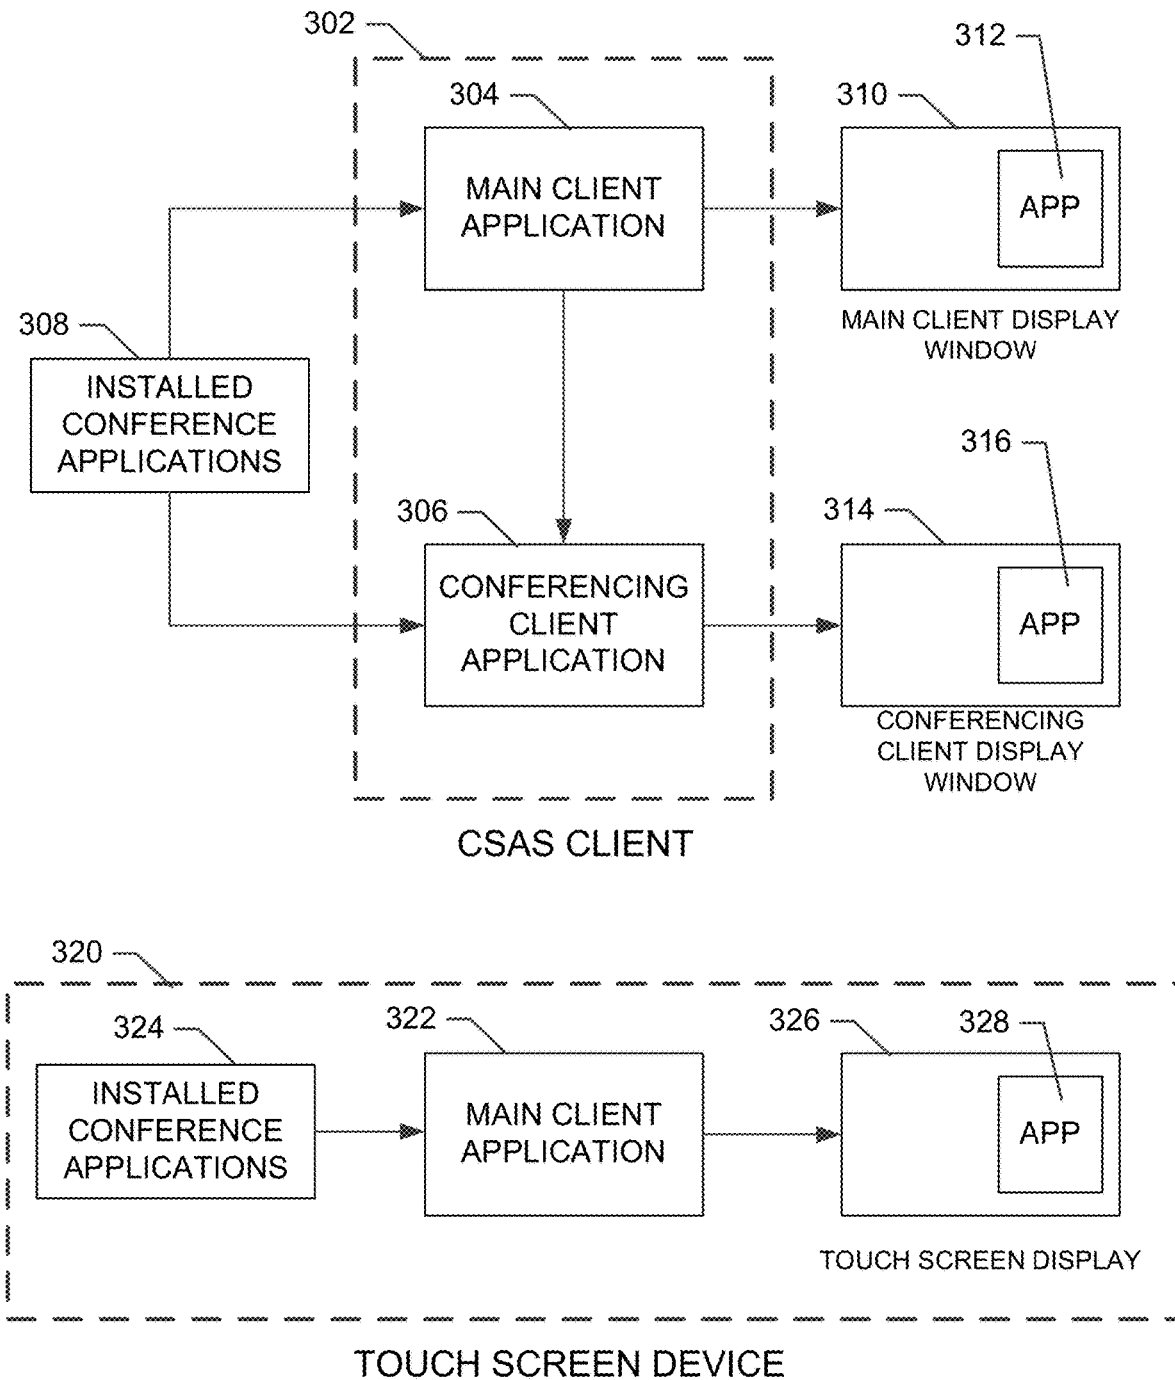 302
312
304
310
MAIN CLIENT
APPLICATION
APP
308
MAIN CLIENT DISPLAY
WINDOW
INSTALLED
CONFERENCE
APPLICATIONS
316
306
314
CONFERENCING
CLIENT
APPLICATION
APP
CONFERENCING
CLIENT DISPLAY
WINDOW
CSAS CLIENT
320
324
322
326
328
INSTALLED
CONFERENCE
APPLICATIONS
MAIN CLIENT
APPLICATION
APP
TOUCH SCREEN DISPLAY
TOUCH SCREEN DEVICE